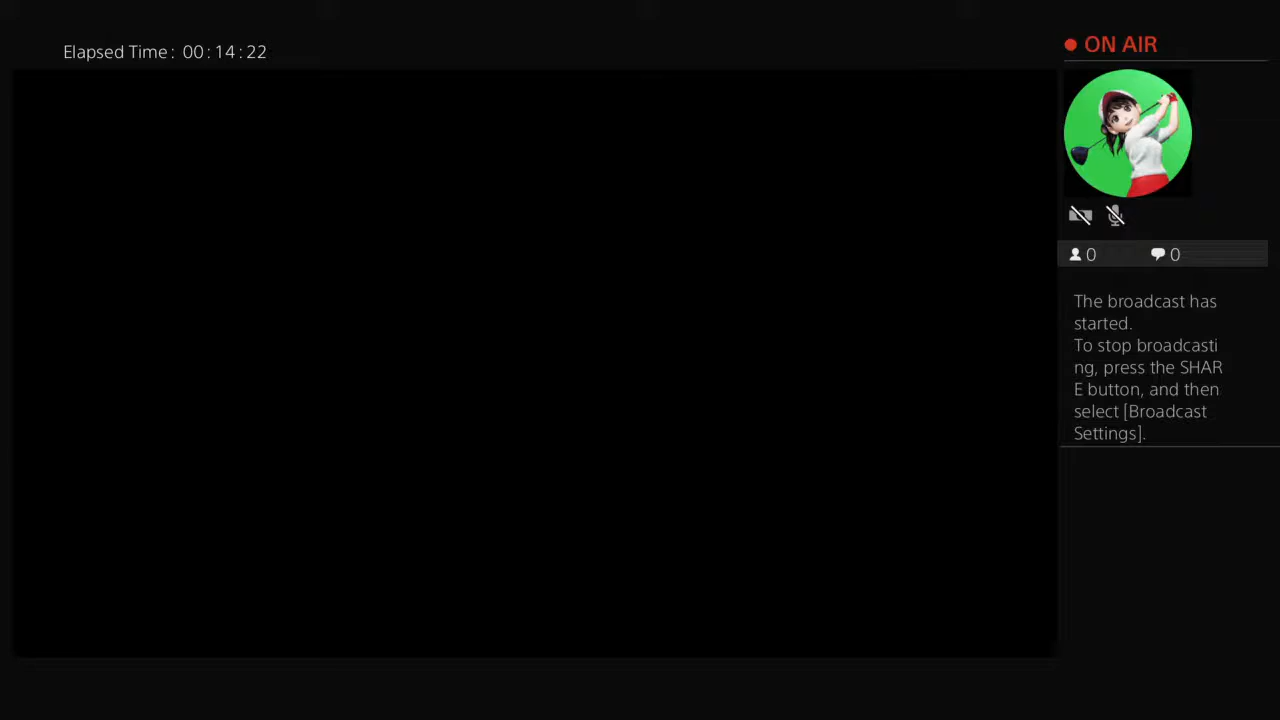 Elapsed Time: 00:14:22
ON AIR
0 0
The broadcast has
started.
To stop broadcasti
ng, press the SHAR
E button, and then
select [Broadcast
Settings].